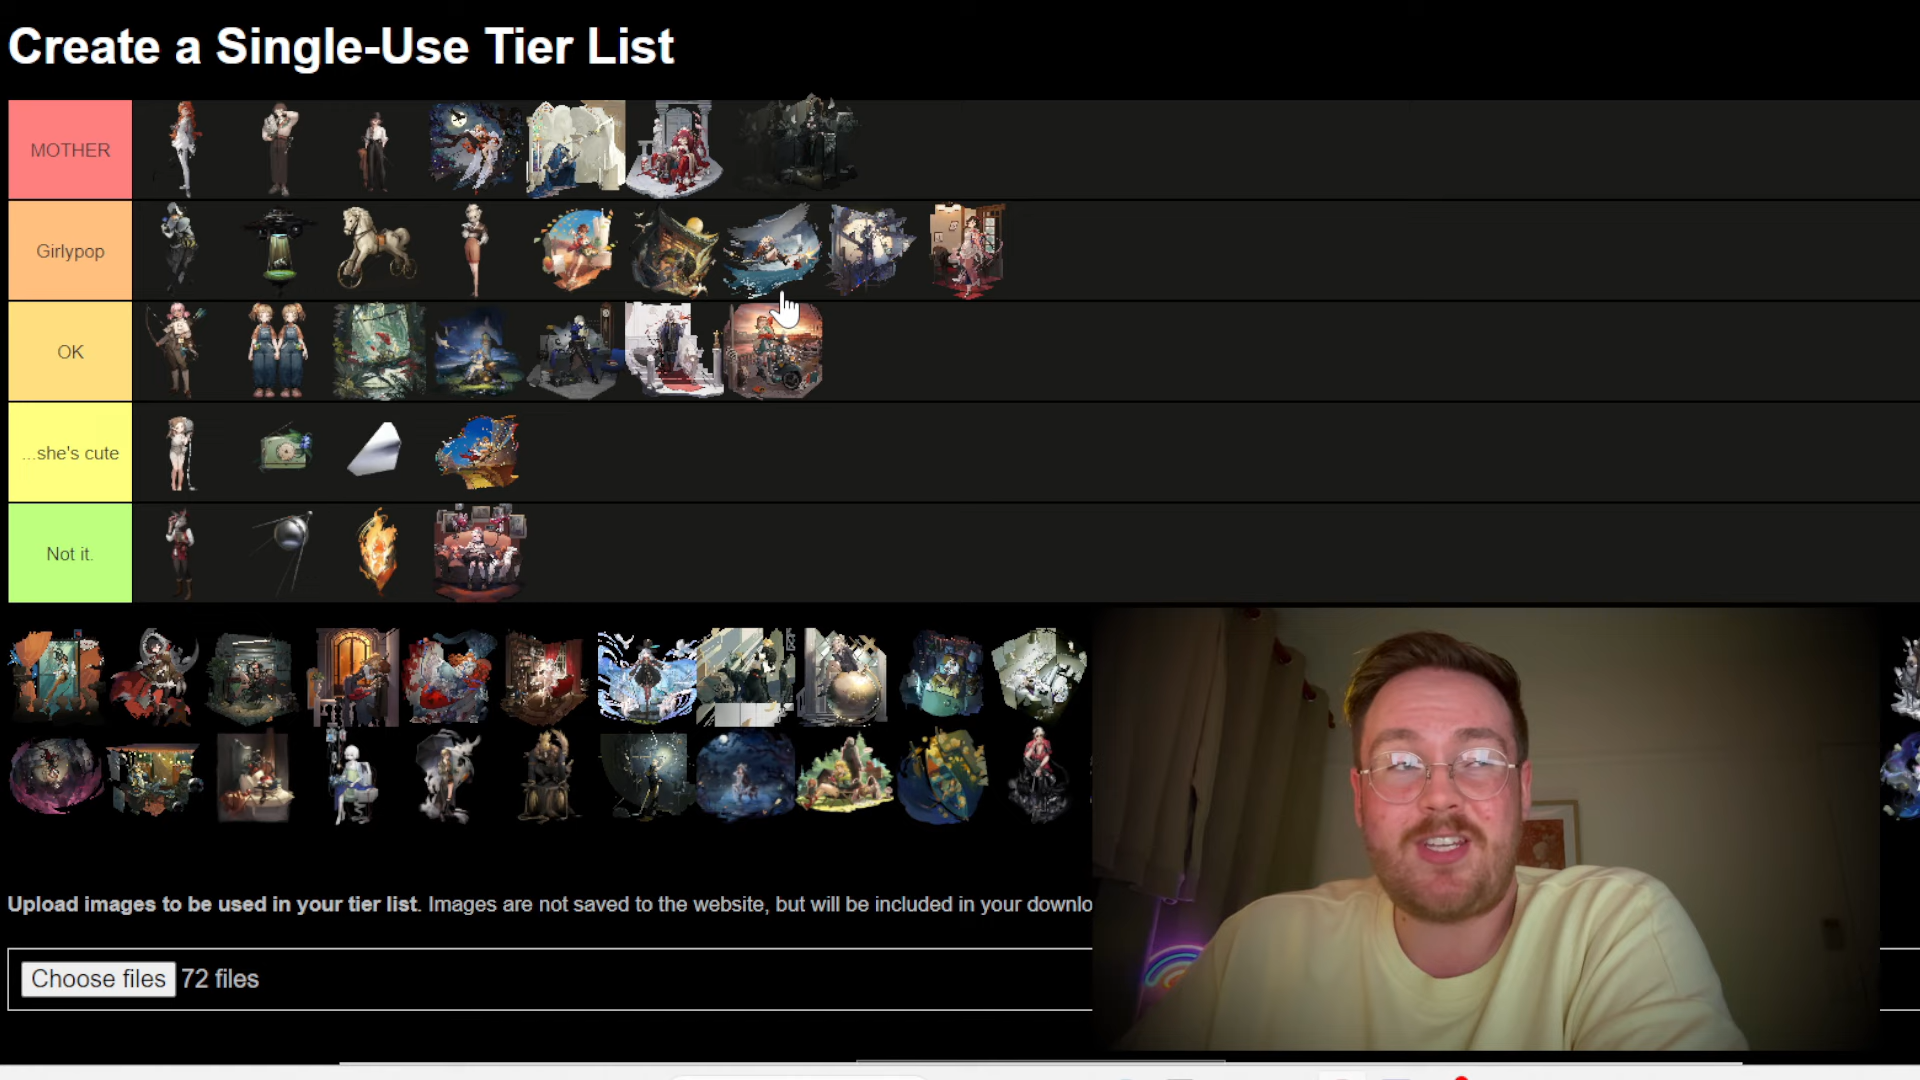 Create a Single-Use Tier List
MOTHER
Girlypop
OK
...she's cute
Not it.
Upload images to be used in your tier list. Images are not saved to the website, but will be included in your downlo
Choose files 72 files